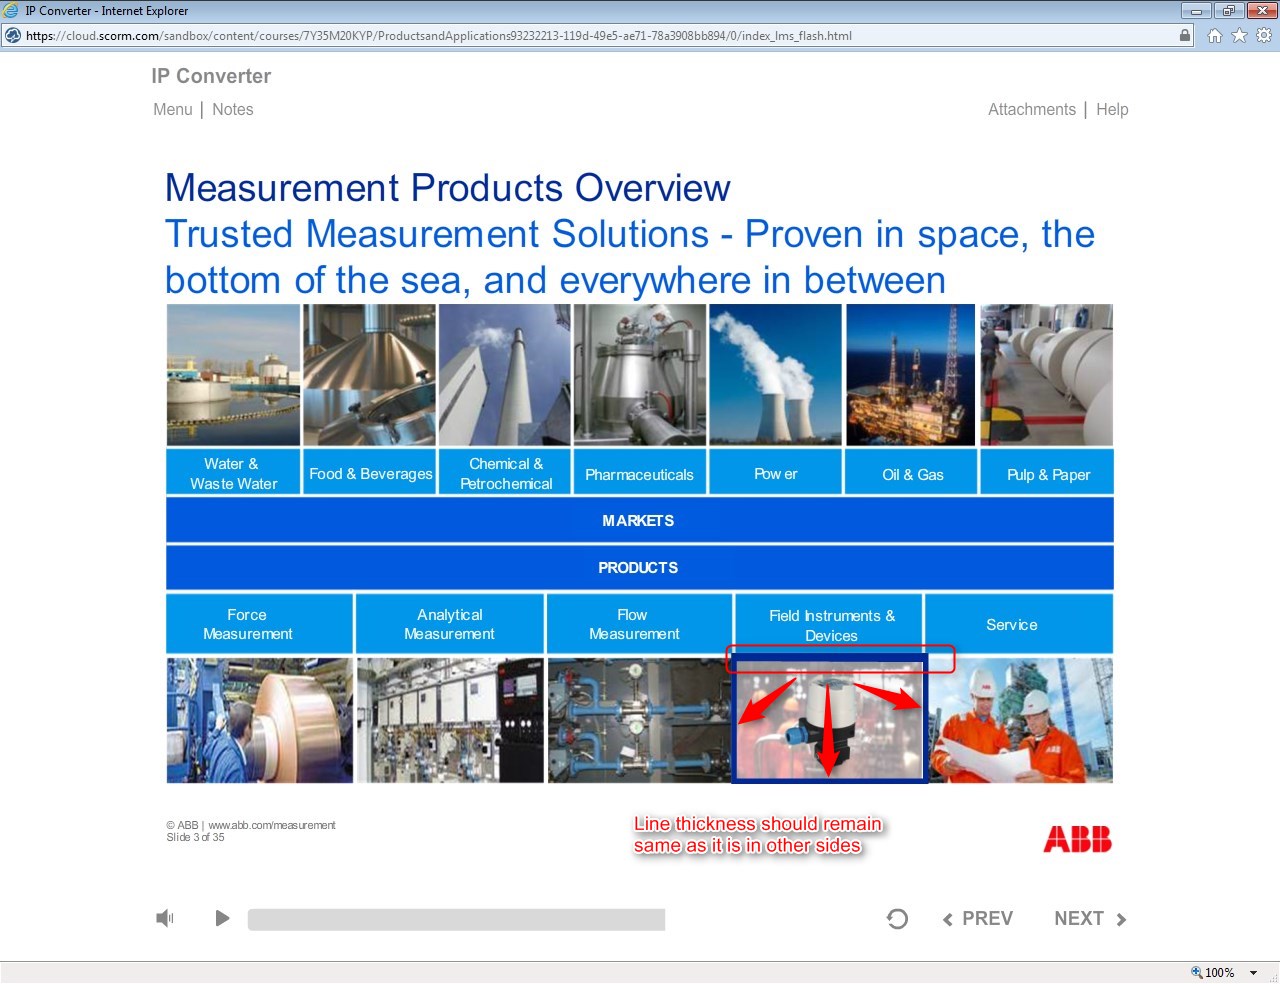 IP Converter - Internet Explorer
https://cloud.scorm.com/sandbox/content/courses/7Y35M20KYP/ProductsandApplications93232213-119d-49e5-ae71-78a3908bb894/0/index_lms_flash.html
IP Converter
Menu | Notes
Attachments | Help
Measurement Products Overview
Trusted Measurement Solutions - Proven in space, the
bottom of the sea, and everywhere in between
Water &
Waste Water
Food & Beverages
Chemical &
Petrochemical
Pharmaceuticals
Power
Oil & Gas
Pulp & Paper
MARKETS
PRODUCTS
Force
Measurement
Analytical
Measurement
Flow
Measurement
Field Instruments &
Devices
Service
ABB
ABB
© ABB | www.abb.com/measurement
Slide 3 of 35
Line thickness should remain
same as it is in other sides
ABB
PREV
NEXT
100%